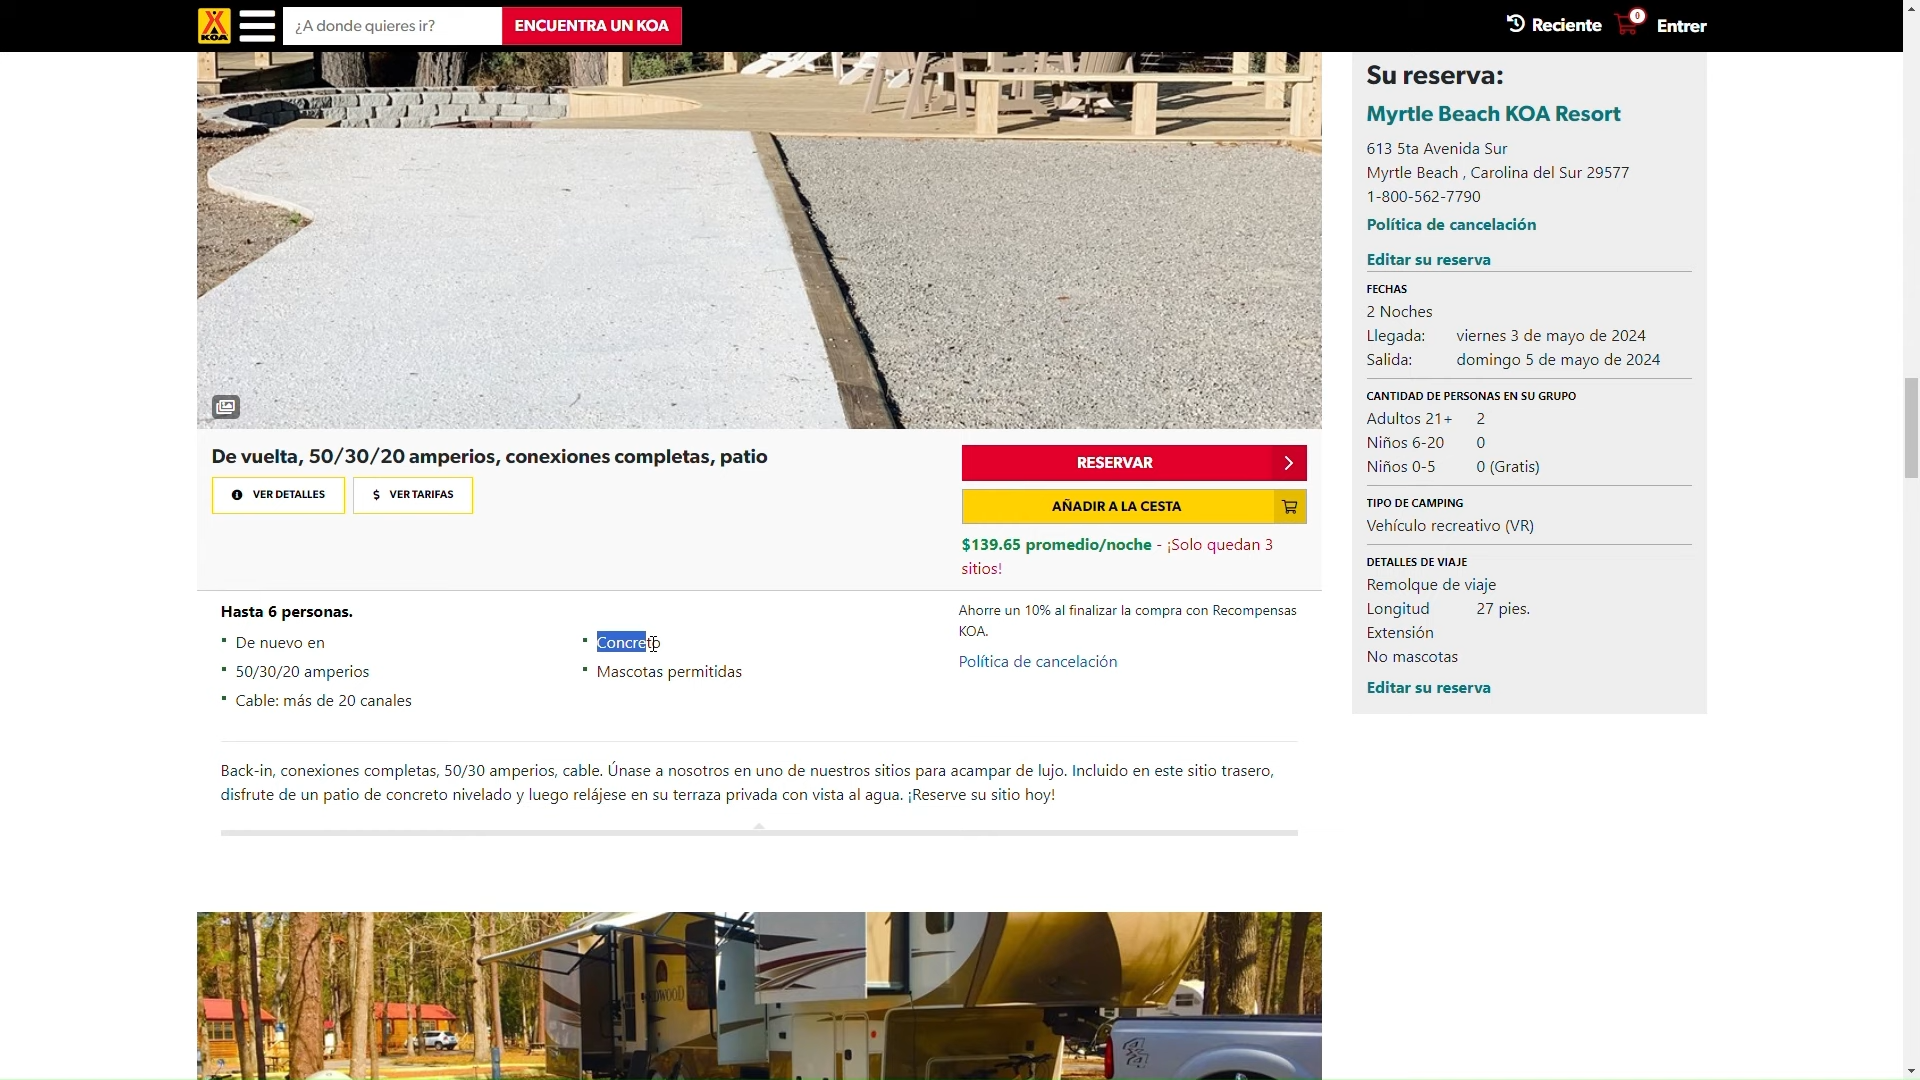 KOA
¿A donde quieres ir?
ENCUENTRA UN KOA
Reciente
0
Entrer
De vuelta, 50/30/20 amperios, conexiones completas, patio
VER DETALLES
$ VER TARIFAS
RESERVAR
AÑADIR A LA CESTA
$139.65 promedio/noche - ¡Solo quedan 3
sitios!
Hasta 6 personas.
De nuevo en
50/30/20 amperios
Cable: más de 20 canales
Concreto
Mascotas permitidas
Ahorre un 10% al finalizar la compra con Recompensas
KOA.
Política de cancelación
Back-in, conexiones completas, 50/30 amperios, cable. Únase a nosotros en uno de nuestros sitios para acampar de lujo. Incluido en este sitio trasero,
disfrute de un patio de concreto nivelado y luego relájese en su terraza privada con vista al agua. ¡Reserve su sitio hoy!
REDWOOD
4x4
Su reserva:
Myrtle Beach KOA Resort
613 5ta Avenida Sur
Myrtle Beach , Carolina del Sur 29577
1-800-562-7790
Política de cancelación
Editar su reserva
FECHAS
2 Noches
Llegada: viernes 3 de mayo de 2024
Salida: domingo 5 de mayo de 2024
CANTIDAD DE PERSONAS EN SU GRUPO
Adultos 21+ 2
Niños 6-20 0
Niños 0-5 0 (Gratis)
TIPO DE CAMPING
Vehículo recreativo (VR)
DETALLES DE VIAJE
Remolque de viaje
Longitud 27 pies.
Extensión
No mascotas
Editar su reserva